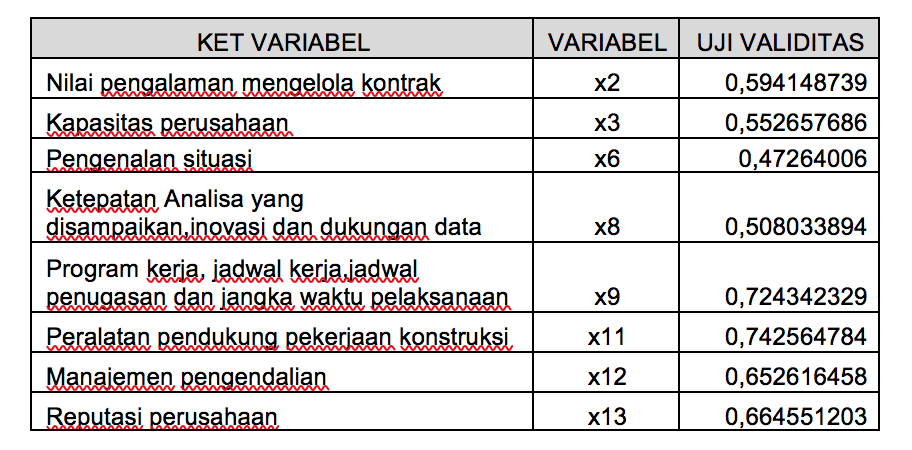 KET VARIABEL VARIABEL UJI VALIDITAS
Nilai pengalaman mengelola kontrak x2 0,594148739
Kapasitas perusahaan x3 0,552657686
Pengenalan situasi x6 0,47264006
Ketepatan Analisa yang
disampaikan,inovasi dan dukungan data x8 0,508033894
Program kerja, jadwal kerja,jadwal
penugasan dan jangka waktu pelaksanaan x9 0,724342329
Peralatan pendukung pekerjaan konstruksi x11 0,742564784
Manajemen pengendalian x12 0,652616458
Reputasi perusahaan x13 0,664551203